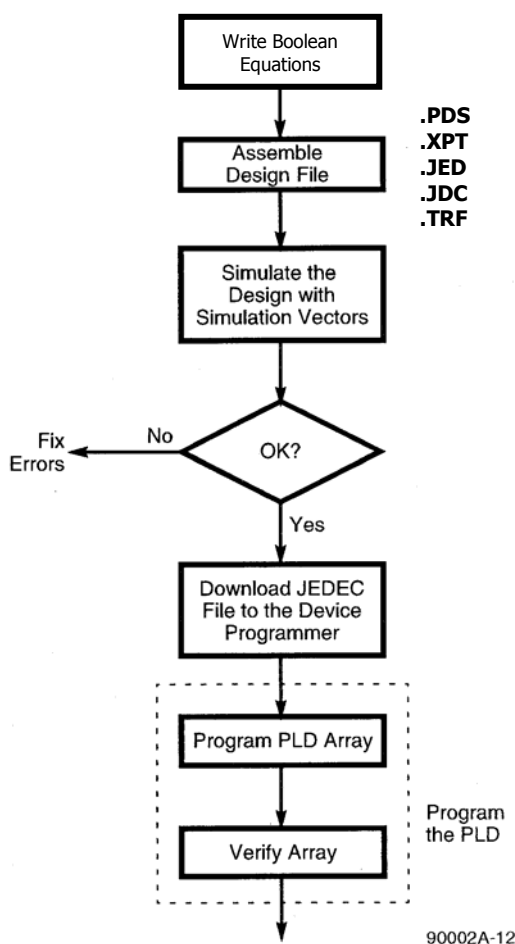 Write Boolean
Equations
.PDS
.XPT
.JED
.JDC
.TRF
Assemble
Design File
Simulate the
Design with
Simulation Vectors
OK?
No
Fix
Errors
Yes
Download JEDEC
File to the Device
Programmer
Program PLD Array
Verify Array
Program
the PLD
90002A-12